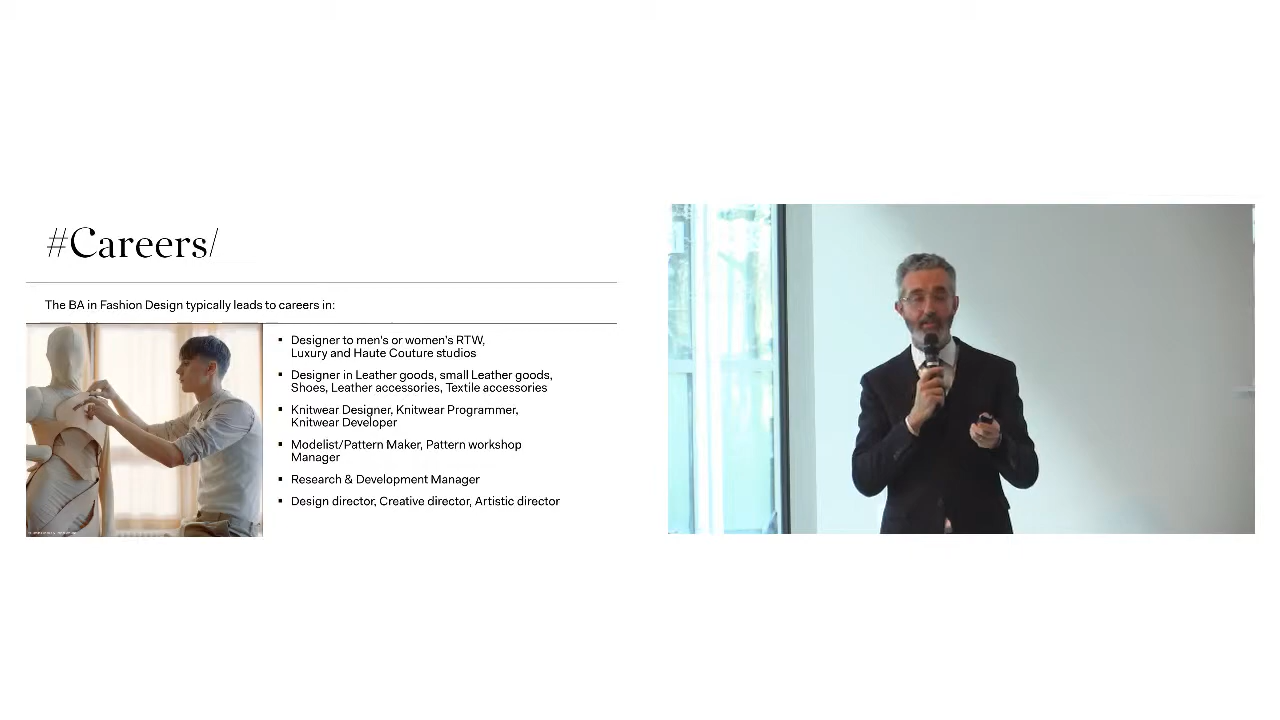 #Careers/
The BA in Fashion Design typically leads to careers in:
▪ Designer to men's or women's RTW,
Luxury and Haute Couture studios
▪ Designer in Leather goods, small Leather goods,
Shoes, Leather accessories, Textile accessories
▪ Knitwear Designer, Knitwear Programmer,
Knitwear Developer
▪ Modelist/Pattern Maker, Pattern workshop
Manager
▪ Research & Development Manager
▪ Design director, Creative director, Artistic director